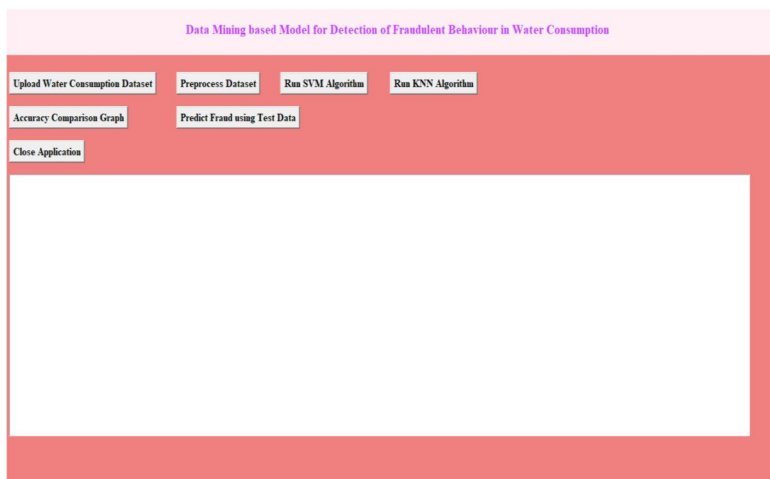 Data Mining based Model for Detection of Fraudulent Behaviour in Water Consumption
Upload Water Consumption Dataset Preprocess Dataset Run SVM Algorithm Run KNN Algorithm
Accuracy Comparison Graph Predict Fraud using Test Data
Close Application